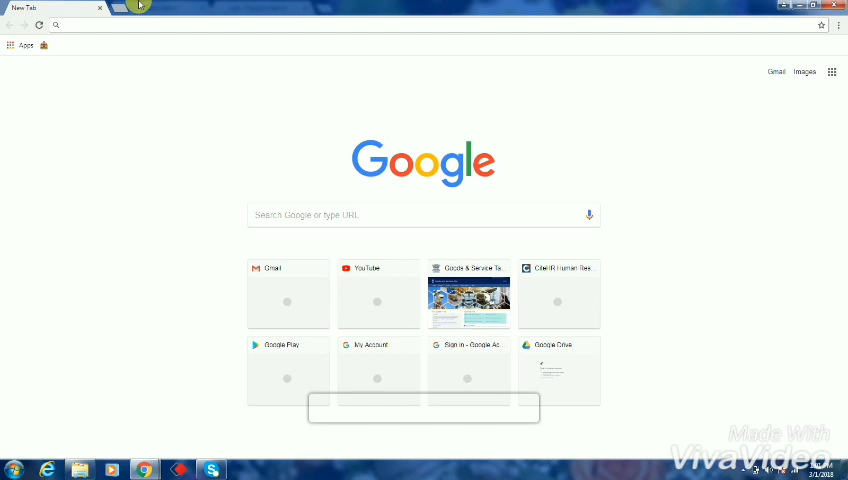 New Tab
Apps
Gmail Images
Google
Search Google or type URL
Gmail
YouTube
Goods & Service Ta...
CiteHR Human Res...
Google Play
My Account
Sign in - Google Ac...
Google Drive
Made With
VivaVideo
3/1/2018